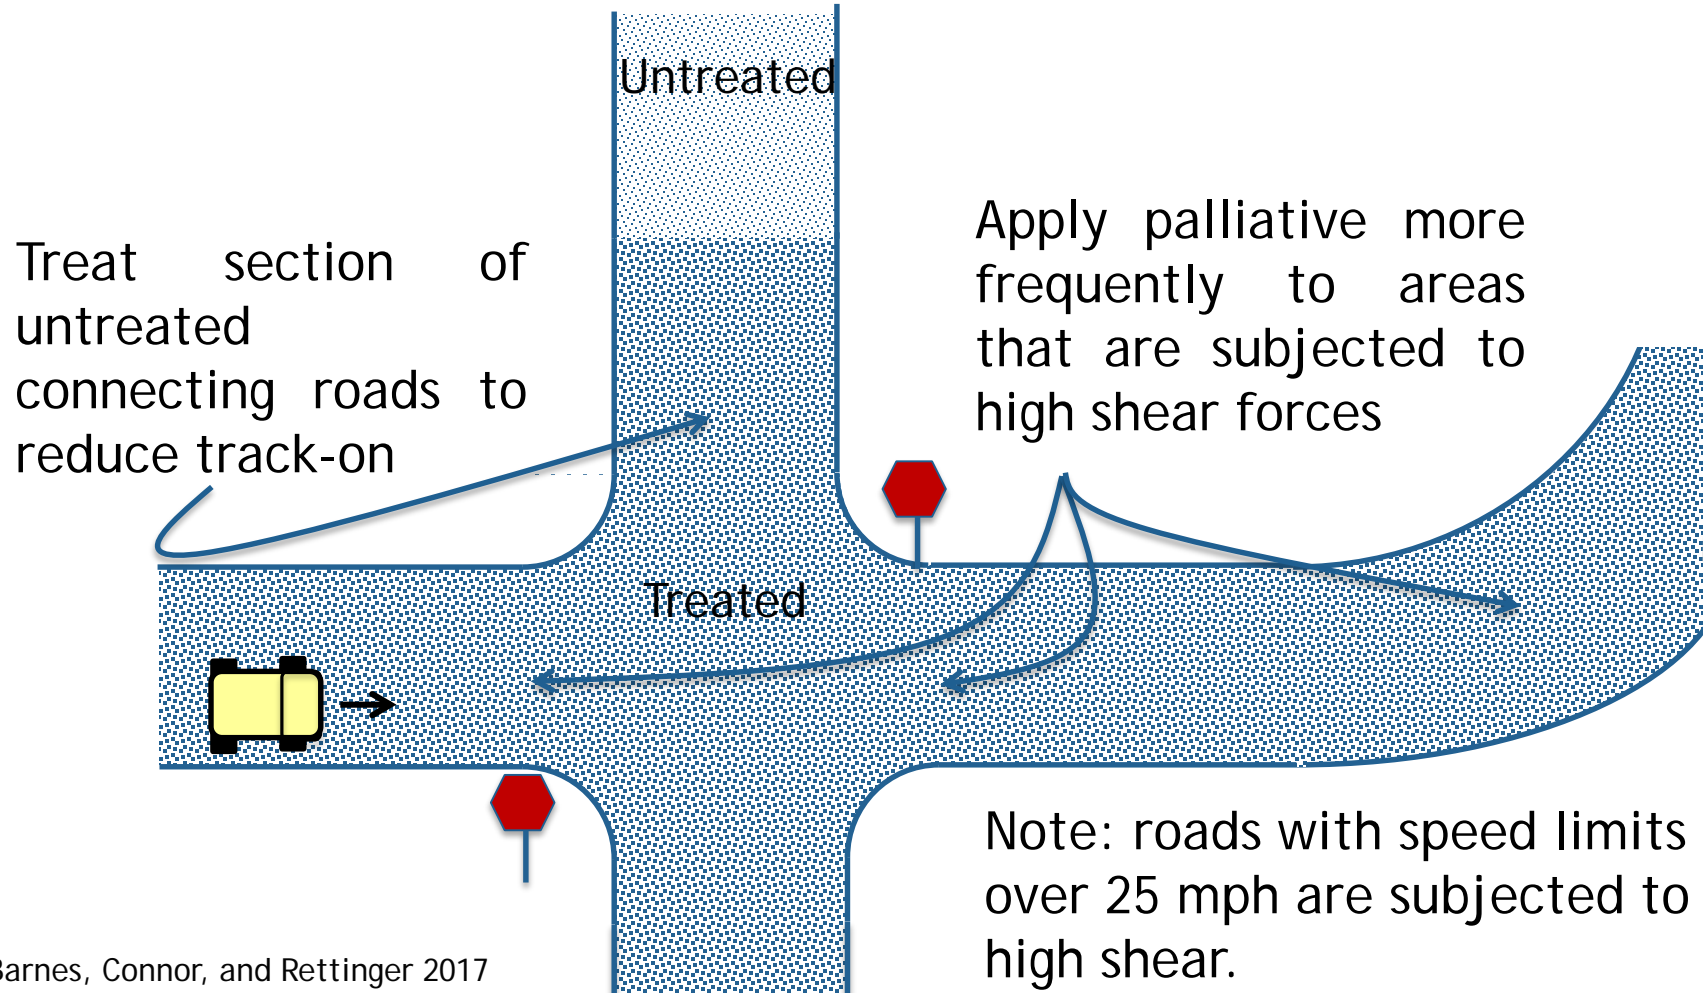 Untreated
Treat section of
untreated
connecting roads to
reduce track-on
Apply palliative more
frequently to areas
that are subjected to
high shear forces
Treated
Note: roads with speed limits
over 25 mph are subjected to
high shear.
Barnes, Connor, and Rettinger 2017